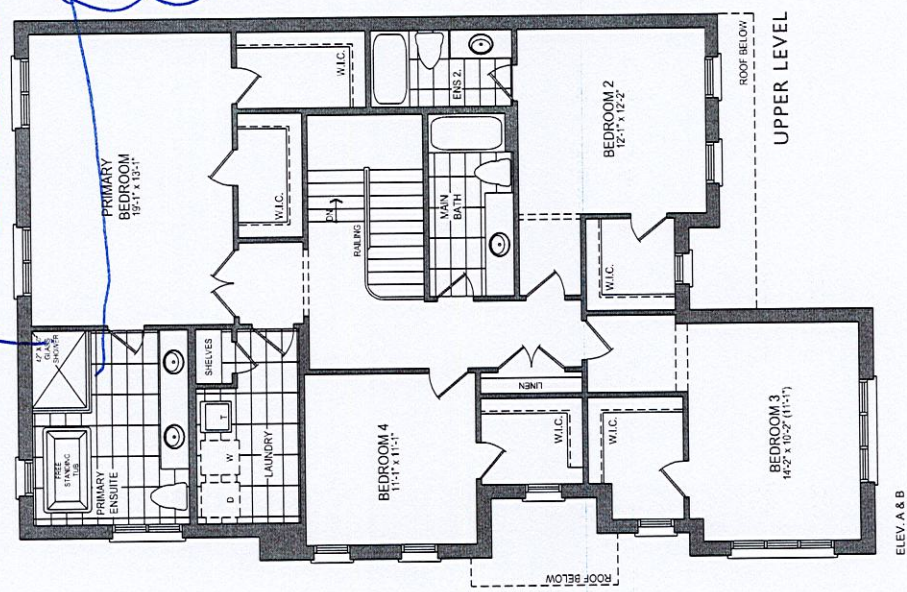 PRIMARY
BEDROOM
19'-1" x 13'-1"
W.I.C.
W.I.C.
ENS 2.
BEDROOM 2
12'-1" x 12'-2"
ROOF BELOW
UPPER LEVEL
MAIN
BATH
DN
RAILING
W.I.C.
GLASS
SHOWER
FREE
STANDING
TUB
PRIMARY
ENSUITE
SHELVES
T
W
D
LAUNDRY
LINEN
BEDROOM 4
11'-1" x 11'-1"
W.I.C.
W.I.C.
BEDROOM 3
14'-2" x 10'-2" (11'-1")
ROOF BELOW
ELEV. A & B